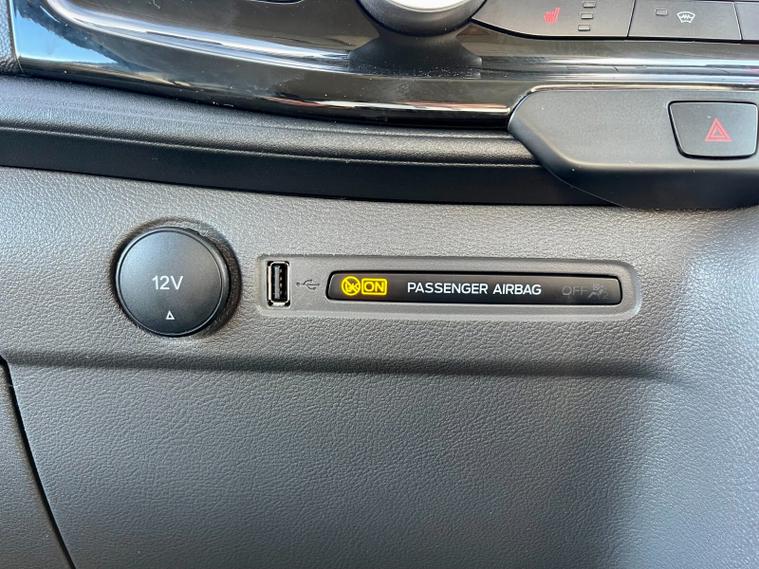 12V
ON PASSENGER AIRBAG OFF